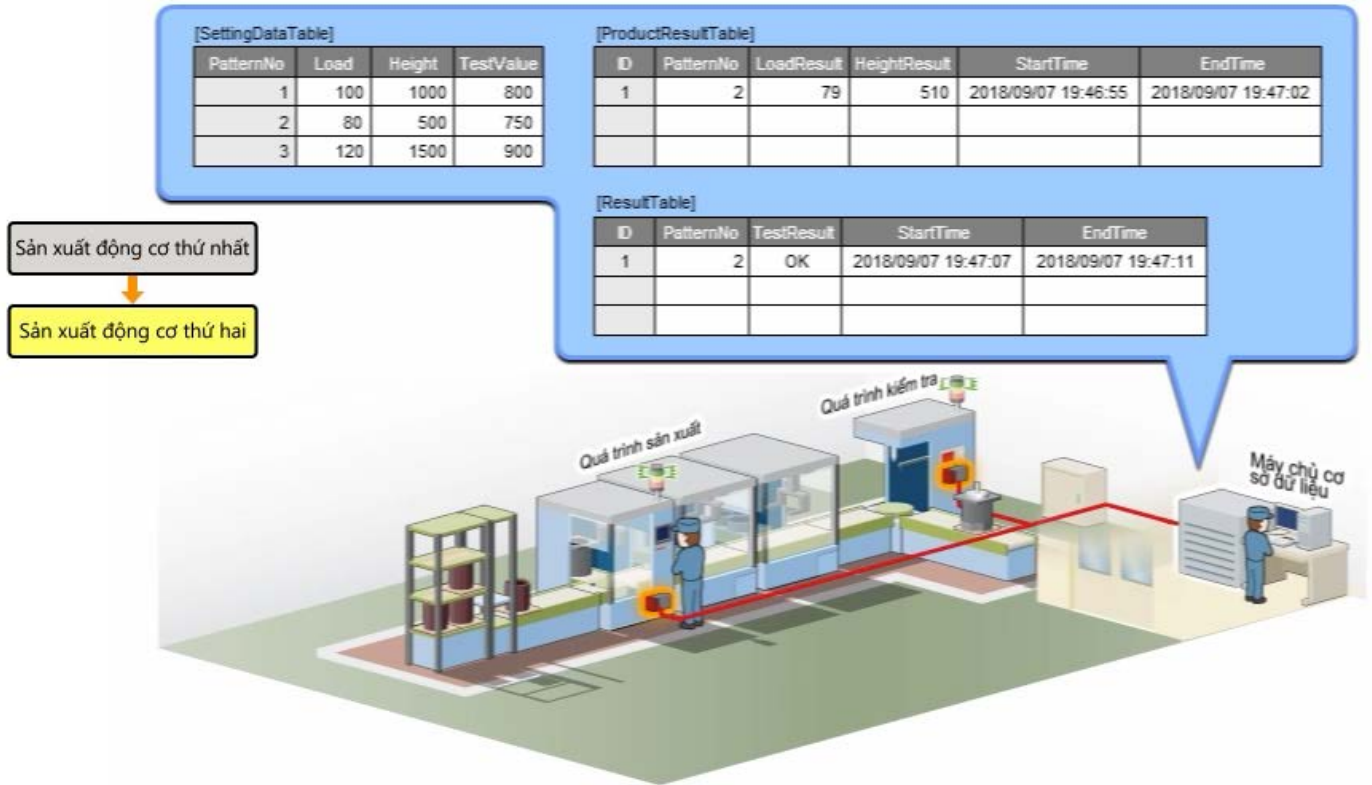 [SettingDataTable]
PatternNo Load Height TestValue
1 100 1000 800
2 80 500 750
3 120 1500 900
[ProductResultTable]
ID PatternNo LoadResult HeightResult StartTime EndTime
1 2 79 510 2018/09/07 19:46:55 2018/09/07 19:47:02
[ResultTable]
ID PatternNo TestResult StartTime EndTime
1 2 OK 2018/09/07 19:47:07 2018/09/07 19:47:11
Sản xuất động cơ thứ nhất
Sản xuất động cơ thứ hai
Quá trình sản xuất
Quá trình kiểm tra
Máy chủ cơ
sở dữ liệu